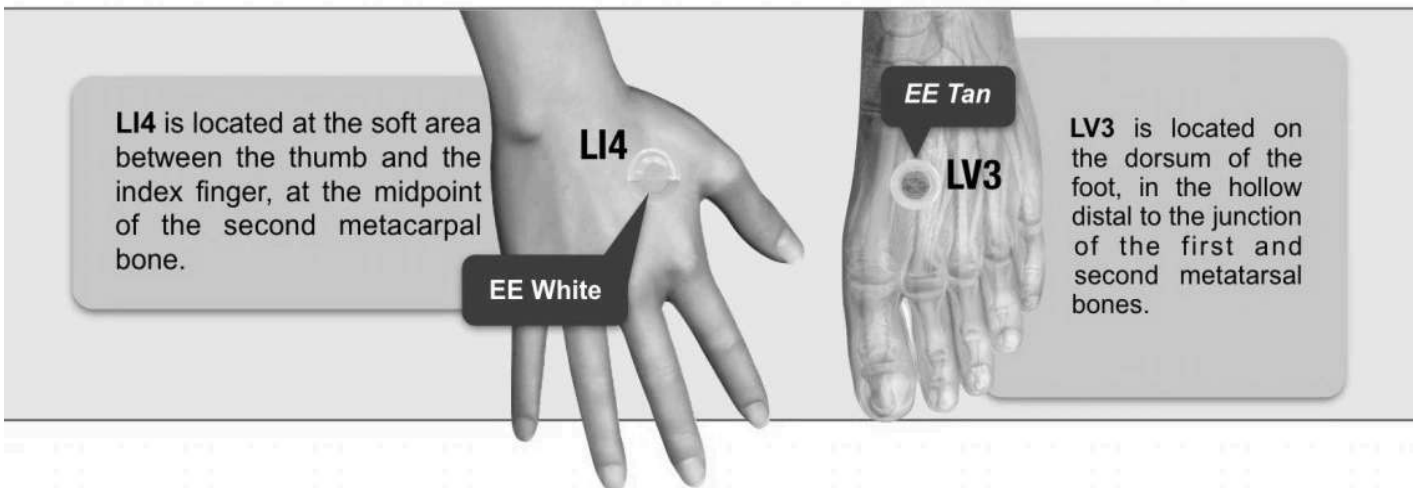 LI4 is located at the soft area
between the thumb and the
index finger, at the midpoint
of the second metacarpal
bone.
LI4
EE White
EE Tan
LV3
LV3 is located on
the dorsum of the
foot, in the hollow
distal to the junction
of the first and
second metatarsal
bones.